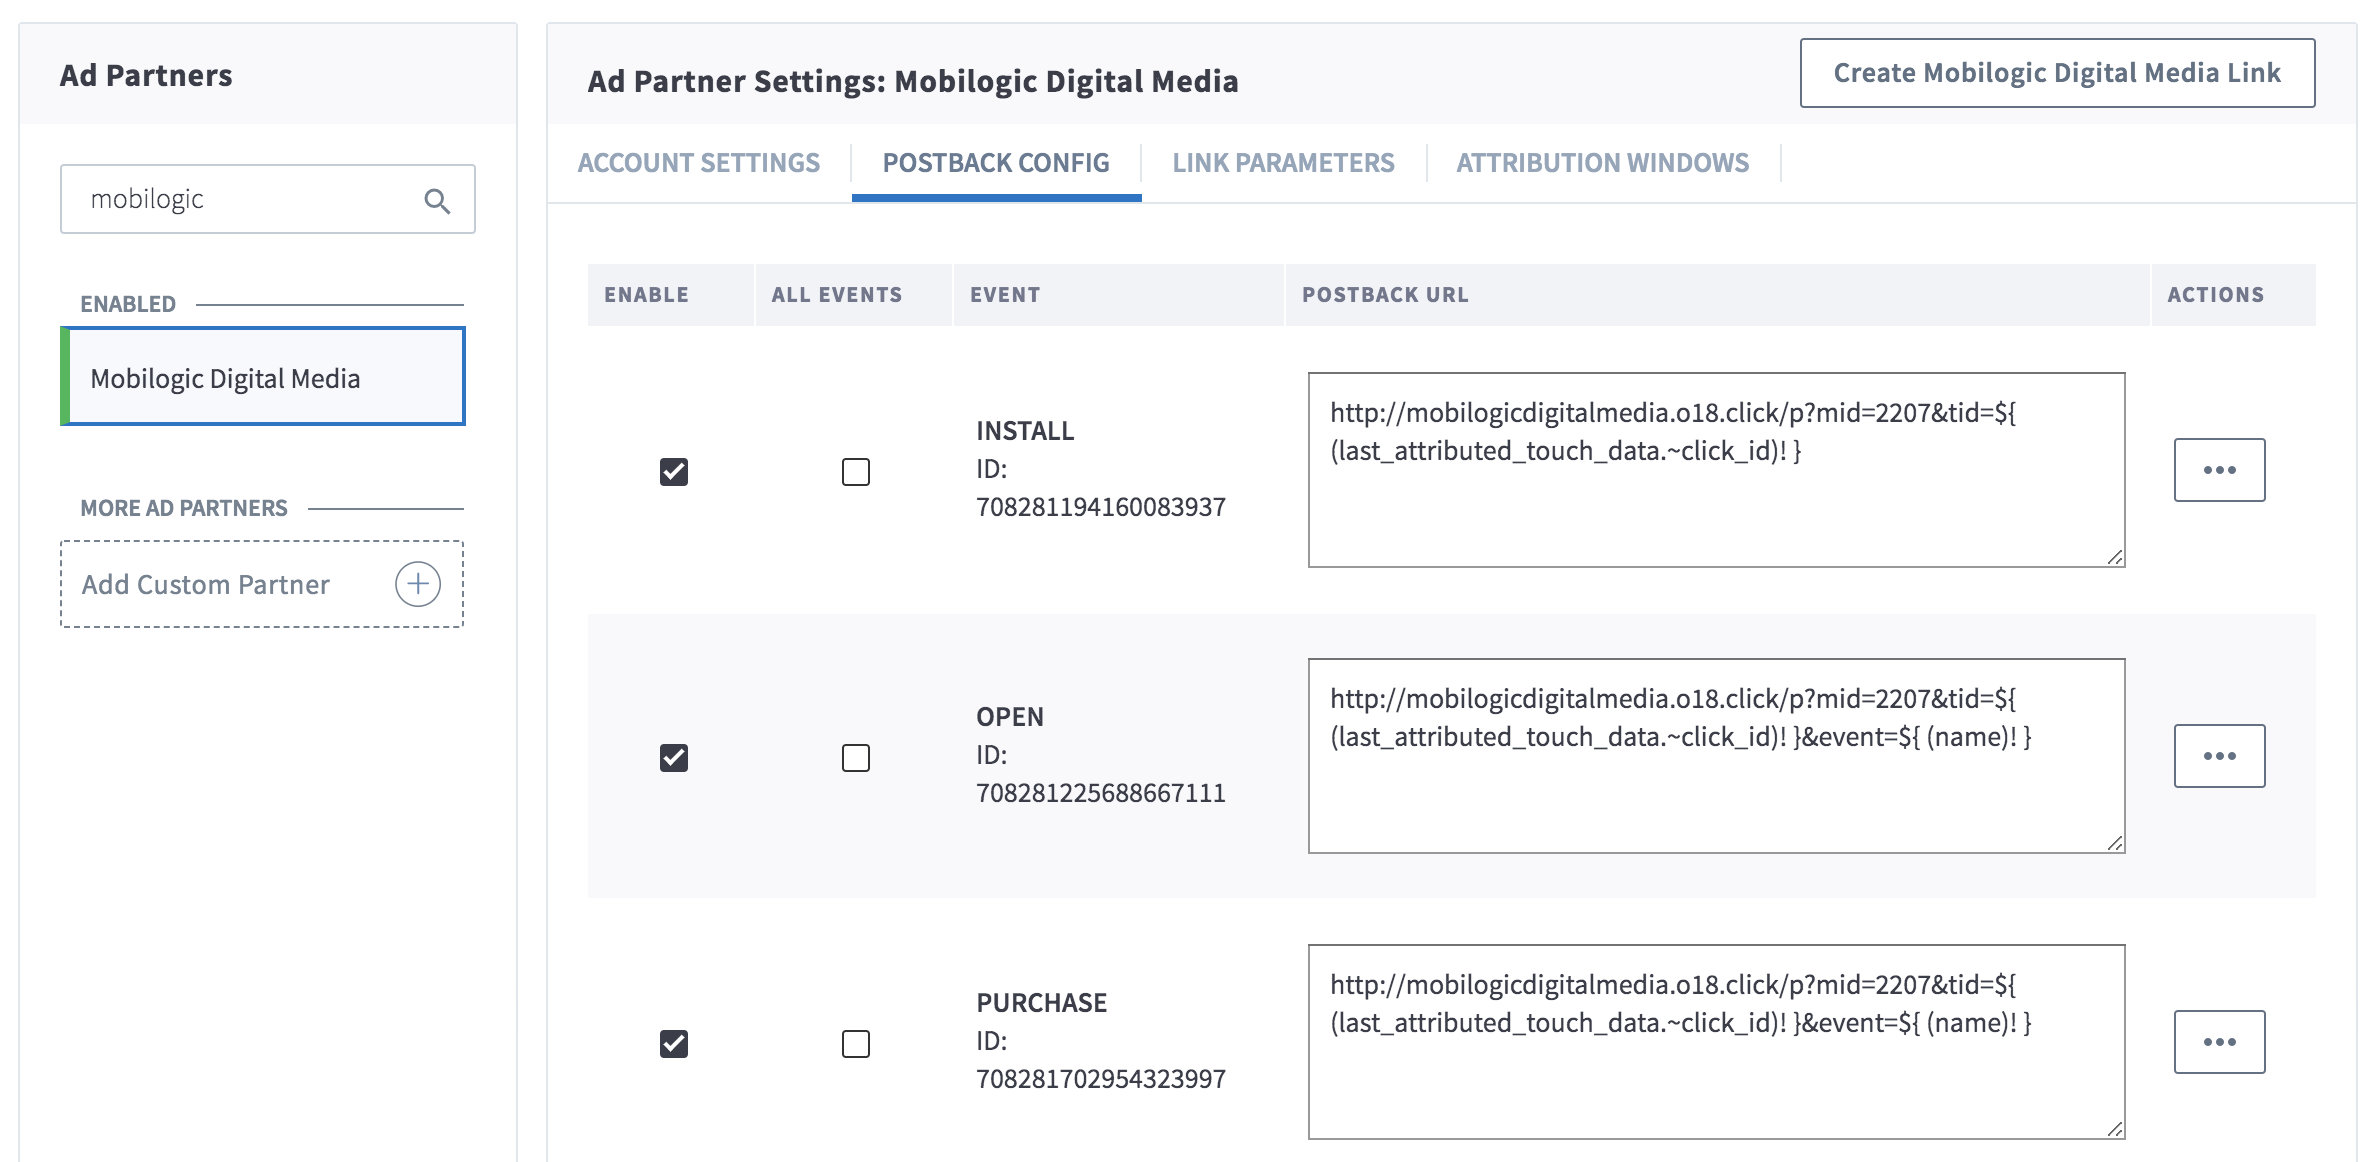 Ad Partners
mobilogic
ENABLED
Mobilogic Digital Media
MORE AD PARTNERS
Add Custom Partner
Ad Partner Settings: Mobilogic Digital Media
Create Mobilogic Digital Media Link
ACCOUNT SETTINGS
POSTBACK CONFIG
LINK PARAMETERS
ATTRIBUTION WINDOWS
ENABLE
ALL EVENTS
EVENT
POSTBACK URL
ACTIONS
INSTALL
ID:
708281194160083937
http://mobilogicdigitalmedia.o18.click/p?mid=2207&tid=${
(last_attributed_touch_data.~click_id)! }
OPEN
ID:
708281225688667111
http://mobilogicdigitalmedia.o18.click/p?mid=2207&tid=${
(last_attributed_touch_data.~click_id)! }&event=${ (name)! }
PURCHASE
ID:
708281702954323997
http://mobilogicdigitalmedia.o18.click/p?mid=2207&tid=${
(last_attributed_touch_data.~click_id)! }&event=${ (name)! }